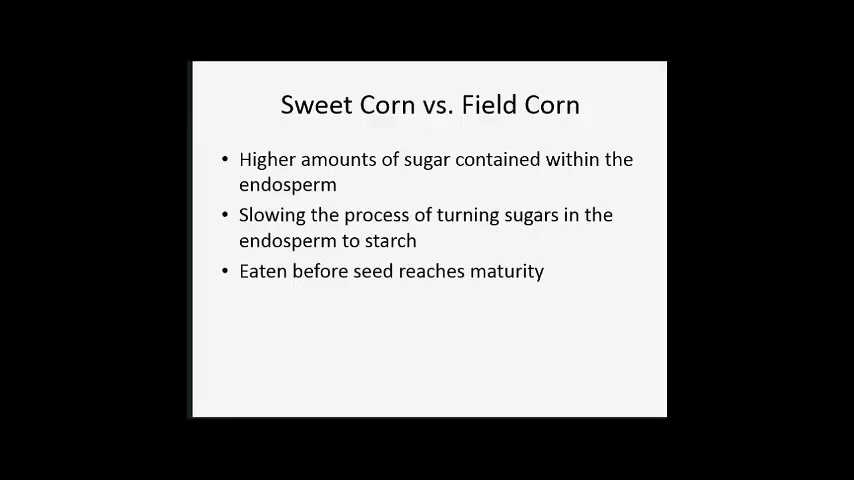 Sweet Corn vs. Field Corn
• Higher amounts of sugar contained within the
endosperm
• Slowing the process of turning sugars in the
endosperm to starch
• Eaten before seed reaches maturity